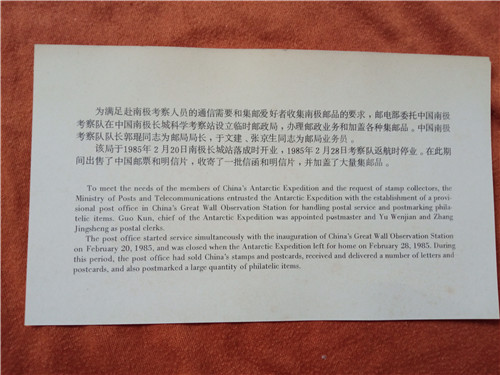 为满足赴南极考察人员的通信需要和集邮爱好者收集南极邮品的要求，邮电部委托中国南极
考察队在中国南极长城科学考察站设立临时邮政局，办理邮政业务和加盖各种集邮品。中国南极
考察队队长郭琨同志为邮局局长，于文建、张京生同志为邮局业务员。
该局于1985年2月20日南极长城站落成时开业，1985年2月28日考察队返航时停业。在此期
间出售了中国邮票和明信片，收寄了一批信函和明信片，并加盖了大量集邮品。
To meet the needs of the members of China's Antarctic Expedition and the request of stamp collectors, the
Ministry of Posts and Telecommunications entrusted the Antarctic Expedition with the establishment of a provi-
sional post office in China's Great Wall Observation Station for handling postal service and postmarking phila-
telic items. Guo Kun, chief of the Antarctic Expedition was appointed postmaster and Yu Wenjian and Zhang
Jingsheng as postal clerks.
The post office started service simultaneously with the inauguration of China's Great Wall Observation Station
on February 20, 1985, and was closed when the Antarctic Expedition left for home on February 28, 1985. During
this period, the post office had sold China's stamps and postcards, received and delivered a number of letters and
postcards, and also postmarked a large quantity of philatelic items.